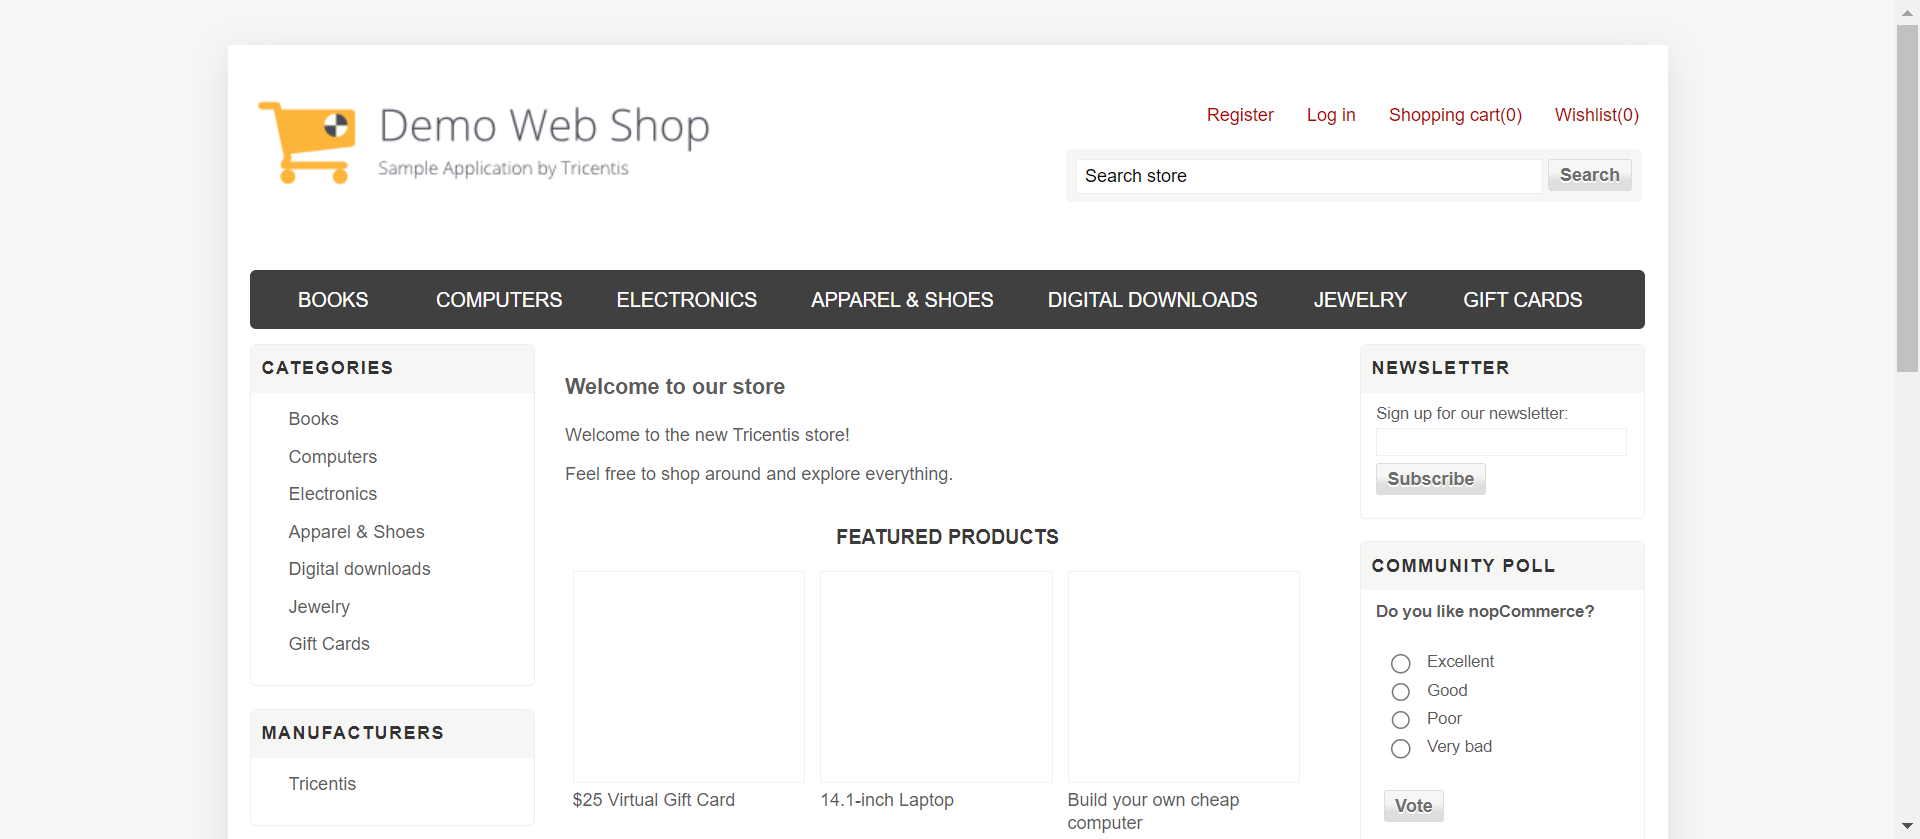 Demo Web Shop
Sample Application by Tricentis
Register Log in Shopping cart(0) Wishlist(0)
Search store Search
BOOKS COMPUTERS ELECTRONICS APPAREL & SHOES DIGITAL DOWNLOADS JEWELRY GIFT CARDS
CATEGORIES
Books
Computers
Electronics
Apparel & Shoes
Digital downloads
Jewelry
Gift Cards
MANUFACTURERS
Tricentis
Welcome to our store
Welcome to the new Tricentis store!
Feel free to shop around and explore everything.
FEATURED PRODUCTS
$25 Virtual Gift Card
14.1-inch Laptop
Build your own cheap
computer
NEWSLETTER
Sign up for our newsletter:
Subscribe
COMMUNITY POLL
Do you like nopCommerce?
Excellent
Good
Poor
Very bad
Vote